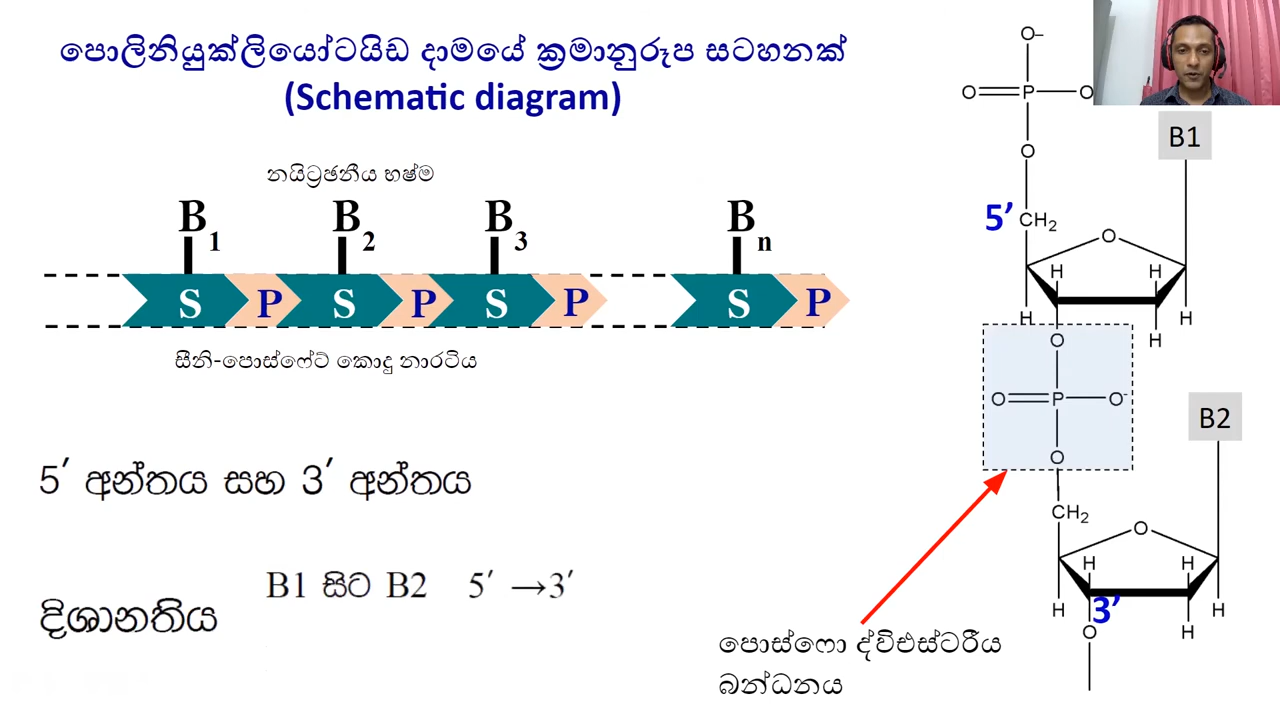 පොලිනියුක්ලියෝටයිඩ දාමයේ ක්‍රමානුරූප සටහනක්
(Schematic diagram)
නයිට්‍රජනීය භෂ්ම
B1 B2 B3 Bn
S P S P S P S P
සීනි-පොස්ෆේට් කොඳු නාරටිය
5′ අන්තය සහ 3′ අන්තය
B1 සිට B2 5′ →3′
දිශානතිය
O–
O P O
O
B1
5’ CH2
O
H H
H H
H
O
O P O-
O
B2
CH2
O
H H
H 3’ H
O H
පොස්ෆො ද්විඑස්ටරීය
බන්ධනය